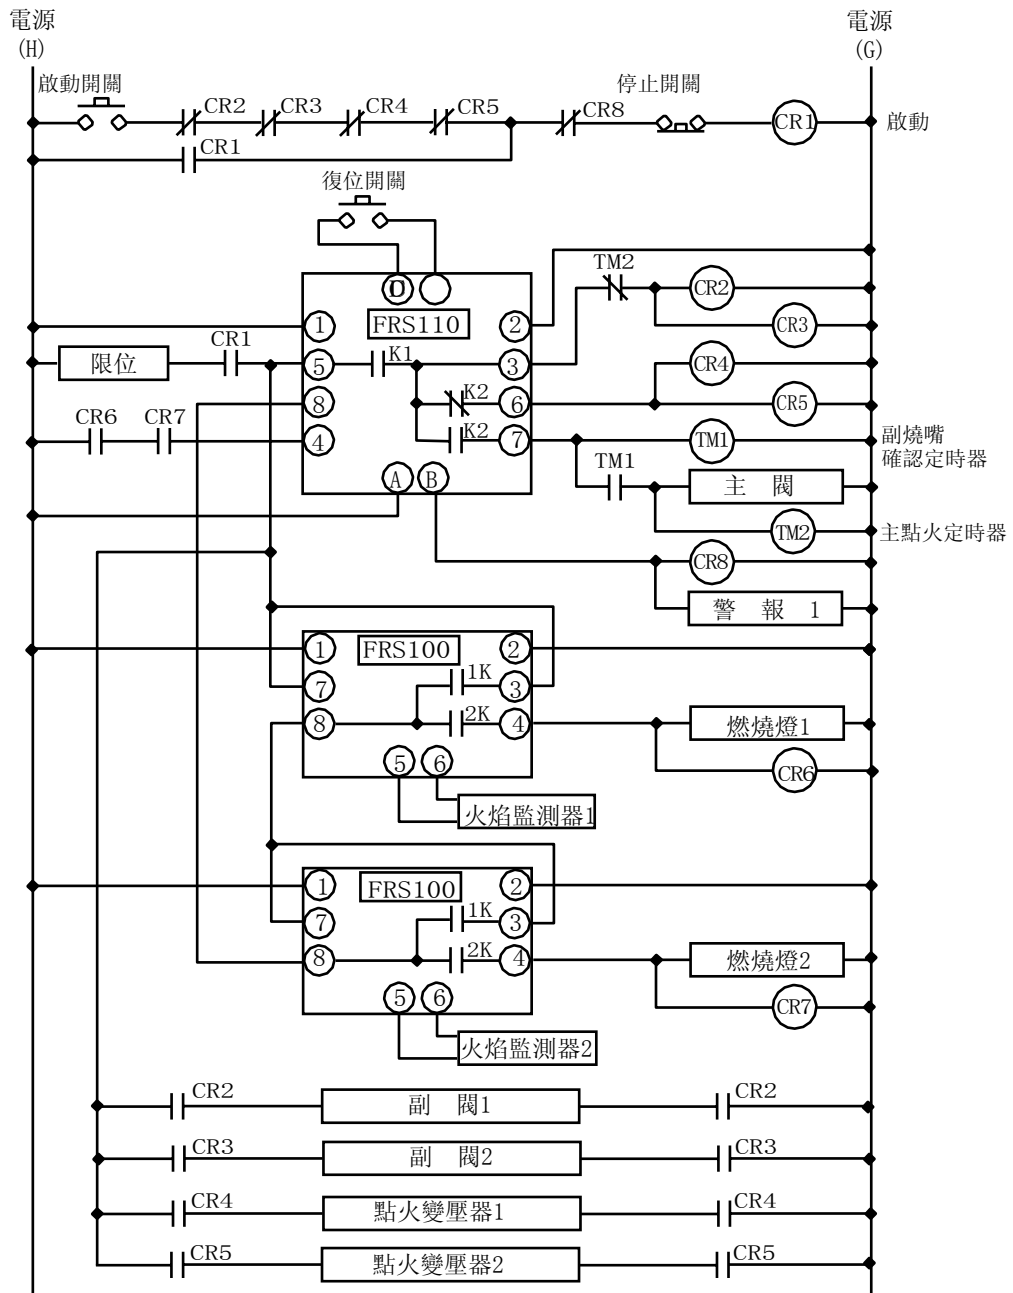 電源
(H)
電源
(G)
啟動開關
停止開關
CR2
CR3
CR4
CR5
CR8
CR1
啟動
CR1
復位開關
D
TM2
CR2
1
FRS110
2
CR3
限位
CR1
5
K1
3
CR4
8
K2
6
CR5
CR6
CR7
4
K2
7
TM1
副燒嘴
確認定時器
A
B
TM1
主 閥
TM2
主點火定時器
CR8
警 報 1
1
FRS100
2
7
1K
3
8
2K
4
燃燒燈1
5
6
CR6
火焰監測器1
1
FRS100
2
7
1K
3
8
2K
4
燃燒燈2
5
6
CR7
火焰監測器2
CR2
副 閥1
CR2
CR3
副 閥2
CR3
CR4
點火變壓器1
CR4
CR5
點火變壓器2
CR5